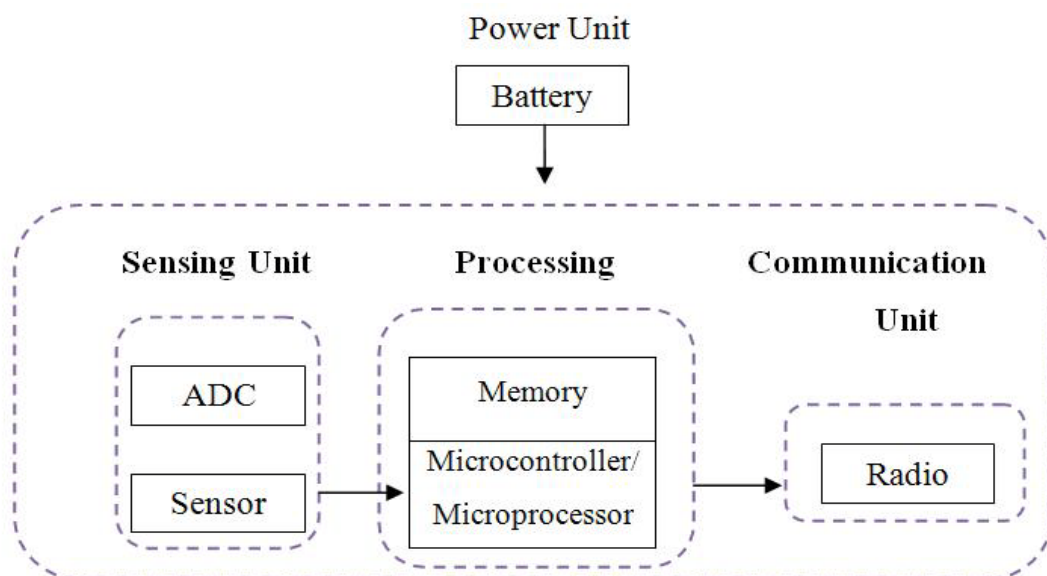 Power Unit
Battery
Sensing Unit
Processing
Communication
Unit
ADC
Sensor
Memory
Microcontroller/
Microprocessor
Radio